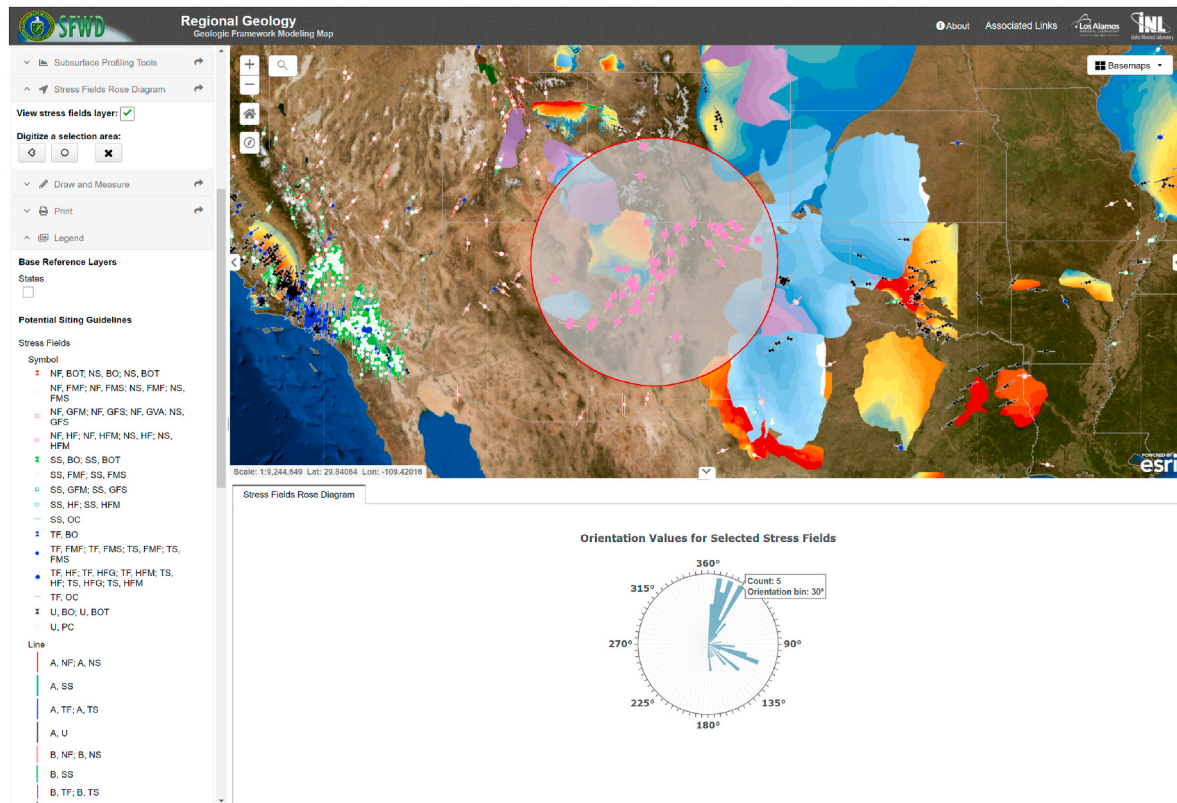 SFWD
Regional Geology
Geologic Framework Modeling Map
About
Associated Links
Los Alamos
NATIONAL LABORATORY
INL
Idaho National Laboratory
Subsurface Profiling Tools
Stress Fields Rose Diagram
View stress fields layer:
Digitize a selection area:
Draw and Measure
Print
Legend
Base Reference Layers
States
Potential Siting Guidelines
Stress Fields
Symbol
NF, BOT; NS, BO; NS, BOT
NF, FMF; NF, FMS; NS, FMF; NS,
FMS
NF, GFM; NF, GFS; NF, GVA; NS,
GFS
NF, HF; NF, HFM; NS, HF; NS,
HFM
SS, BO; SS, BOT
SS, FMF; SS, FMS
SS, GFM; SS, GFS
SS, HF; SS, HFM
SS, OC
TF, BO
TF, FMF; TF, FMS; TS, FMF; TS,
FMS
TF, HF; TF, HFG; TF, HFM; TS,
HF; TS, HFG; TS, HFM
TF, OC
U, BO; U, BOT
U, PC
Line
A, NF; A, NS
A, SS
A, TF; A, TS
A, U
B, NF; B, NS
B, SS
B, TF; B, TS
Basemaps
Scale: 1:9,244,649 Lat: 29.84064 Lon: -109.42016
POWERED BY
esri
Stress Fields Rose Diagram
Orientation Values for Selected Stress Fields
360°
315°
Count: 5
Orientation bin: 30°
270°
90°
225°
135°
180°